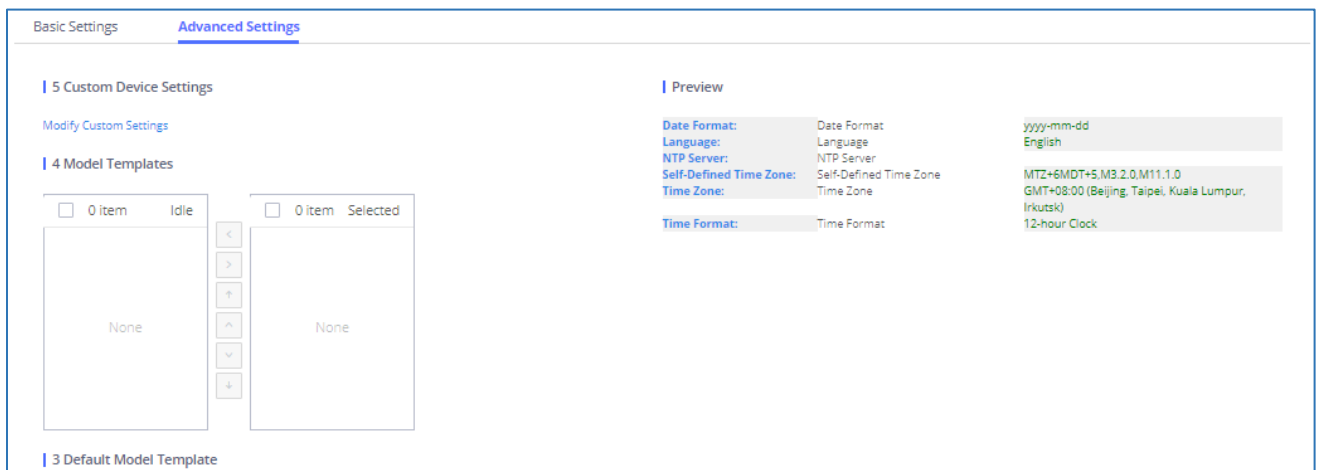 Basic Settings Advanced Settings
5 Custom Device Settings
Modify Custom Settings
4 Model Templates
0 item Idle
None
0 item Selected
None
3 Default Model Template
Preview
Date Format: Date Format yyyy-mm-dd
Language: Language English
NTP Server: NTP Server
Self-Defined Time Zone: Self-Defined Time Zone MTZ+6MDT+5,M3.2.0,M11.1.0
Time Zone: Time Zone GMT+08:00 (Beijing, Taipei, Kuala Lumpur,
Irkutsk)
Time Format: Time Format 12-hour Clock